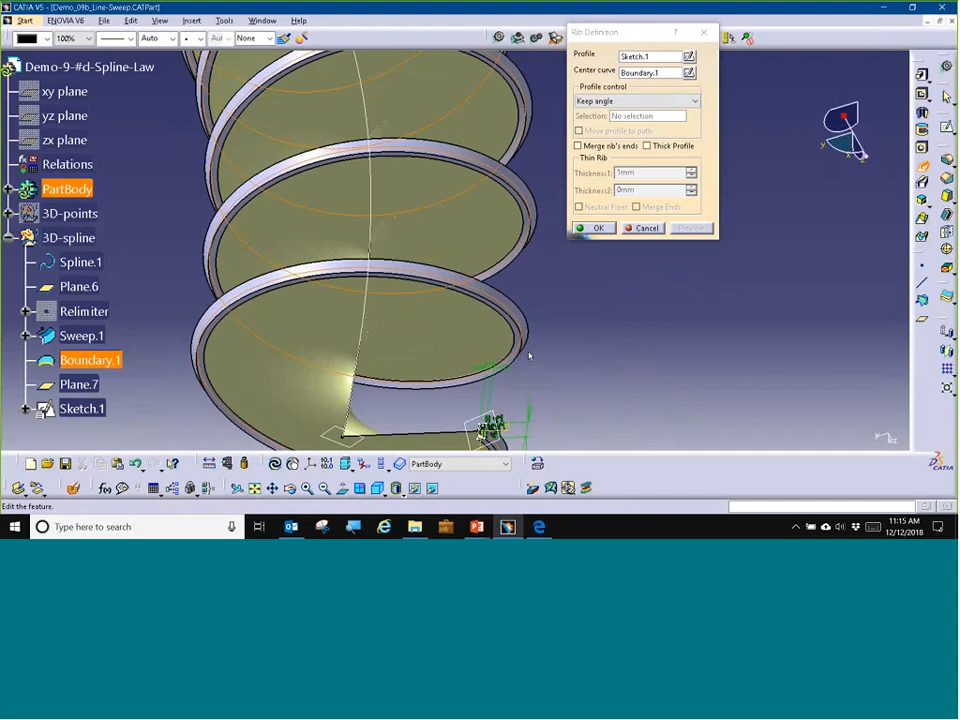 CATIA V5 - [Demo_09b_Line-Sweep.CATPart]
Start ENOVIA V6 File Edit View Insert Tools Window Help
100% Auto Aut None
Rib Definition ?
Profile Sketch.1
Center curve Boundary.1
Profile control
Keep angle
Selection: No selection
Move profile to path
Merge rib's ends Thick Profile
Thin Rib
Thickness1: 1mm
Thickness2: 0mm
Neutral Fiber Merge Ends
OK Cancel Preview
Demo-9-#d-Spline-Law
xy plane
yz plane
zx plane
Relations
PartBody
3D-points
3D-spline
Spline.1
Plane.6
Relimiter
Sweep.1
Boundary.1
Plane.7
Sketch.1
PartBody
CATIA
Edit the feature.
Type here to search
11:15 AM
12/12/2018